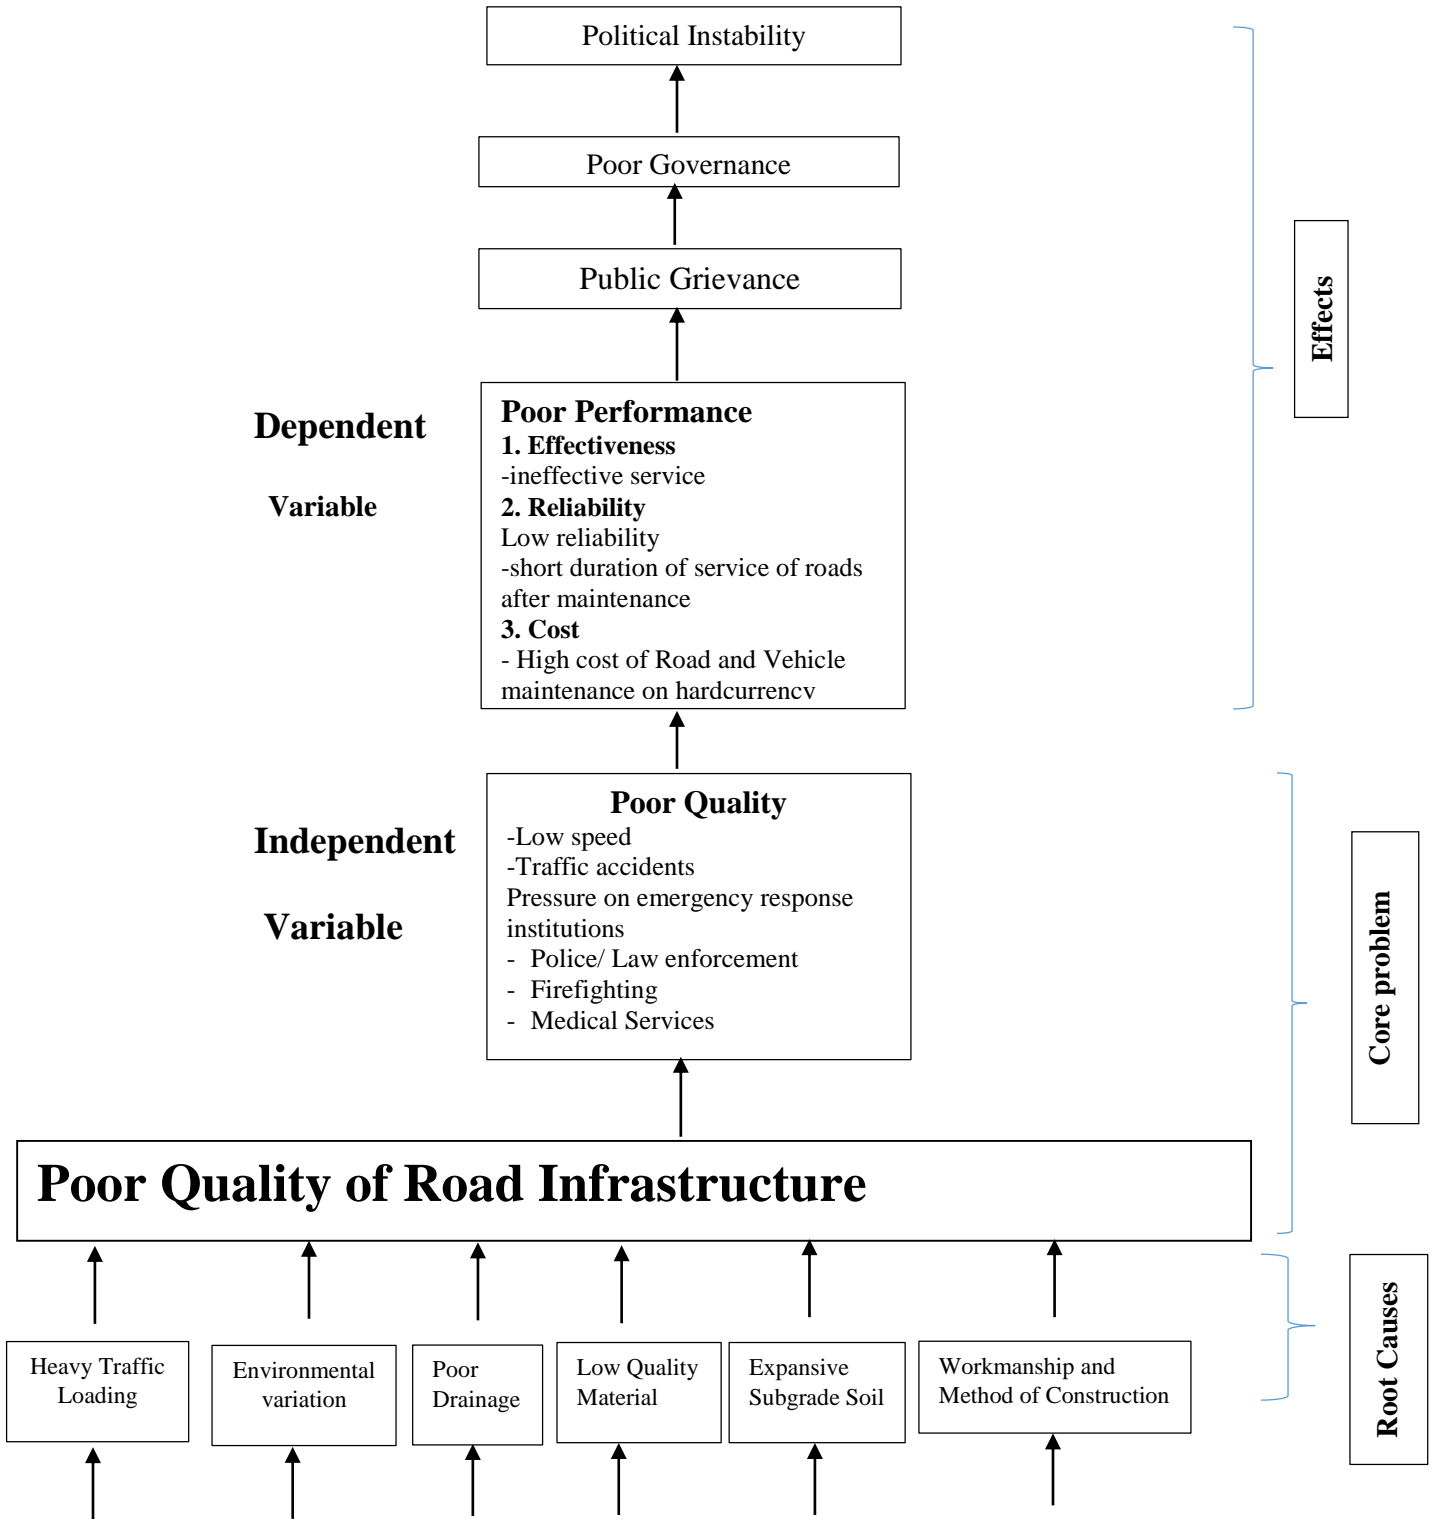 Political Instability
Poor Governance
Public Grievance
Effects
Dependent
Variable
Poor Performance
1. Effectiveness
-ineffective service
2. Reliability
Low reliability
-short duration of service of roads
after maintenance
3. Cost
- High cost of Road and Vehicle
maintenance on hardcurrency
Independent
Variable
Poor Quality
-Low speed
-Traffic accidents
Pressure on emergency response
institutions
- Police/ Law enforcement
- Firefighting
- Medical Services
Core problem
Poor Quality of Road Infrastructure
Heavy Traffic
Loading
Environmental
variation
Poor
Drainage
Low Quality
Material
Expansive
Subgrade Soil
Workmanship and
Method of Construction
Root Causes